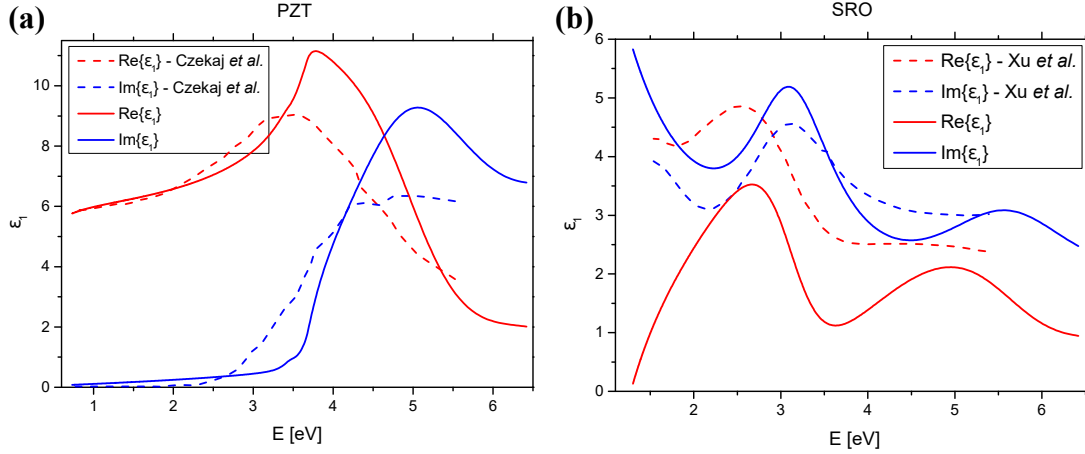 (a)
PZT
Re{ε₁} - Czekaj et al.
Im{ε₁} - Czekaj et al.
Re{ε₁}
Im{ε₁}
10
8
6
4
2
0
ε₁
1
2
3
4
5
6
E [eV]
(b)
SRO
Re{ε₁} - Xu et al.
Im{ε₁} - Xu et al.
Re{ε₁}
Im{ε₁}
6
5
4
3
2
1
0
ε₁
2
3
4
5
6
E [eV]